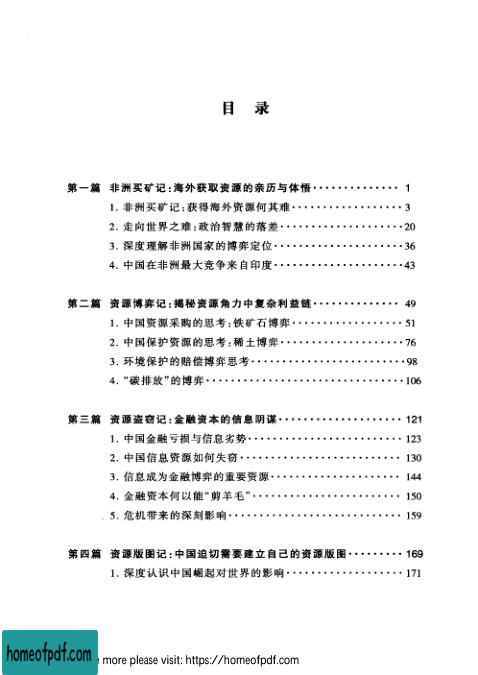 目 录
第一篇 非洲买矿记:海外获取资源的亲历与体悟·············· 1
1. 非洲买矿记:获得海外资源何其难··················3
2. 走向世界之难:政治智慧的落差····················20
3. 深度理解非洲国家的博弈定位·····················36
4. 中国在非洲最大竞争来自印度·····················43
第二篇 资源博弈记:揭秘资源角力中复杂利益链·············· 49
1. 中国资源采购的思考:铁矿石博弈·················· 51
2. 中国保护资源的思考:稀土博弈····················76
3. 环境保护的赔偿博弈思考·························98
4. “碳排放”的博弈································106
第三篇 资源盗窃记:金融资本的信息阴谋···················· 121
1. 中国金融亏损与信息劣势························· 123
2. 中国信息资源如何失窃·························· 130
3. 信息成为金融博弈的重要资源····················· 144
4. 金融资本何以能“剪羊毛”························ 150
5. 危机带来的深刻影响···························· 159
第四篇 资源版图记:中国迫切需要建立自己的资源版图········· 169
1. 深度认识中国崛起对世界的影响··················· 171
homeofpdf.com
more please visit: https://homeofpdf.com